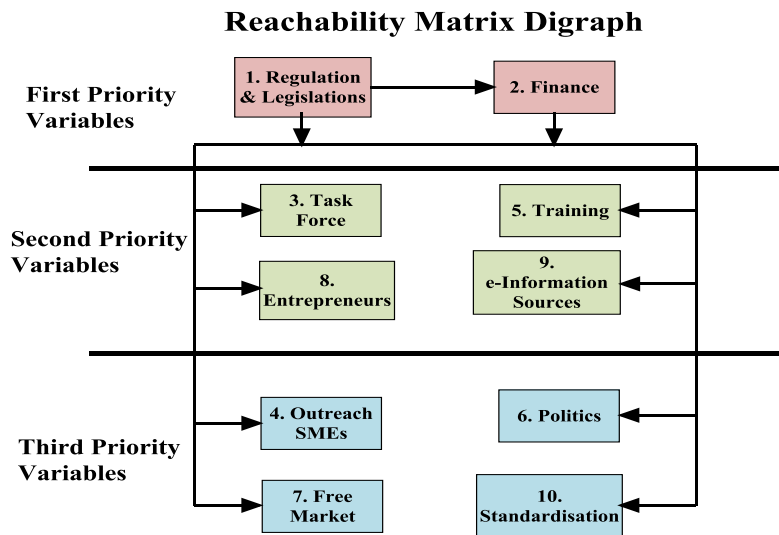 Reachability Matrix Digraph
First Priority
Variables
1. Regulation
& Legislations
2. Finance
Second Priority
Variables
3. Task
Force
5. Training
8.
Entrepreneurs
9.
e-Information
Sources
Third Priority
Variables
4. Outreach
SMEs
6. Politics
7. Free
Market
10.
Standardisation